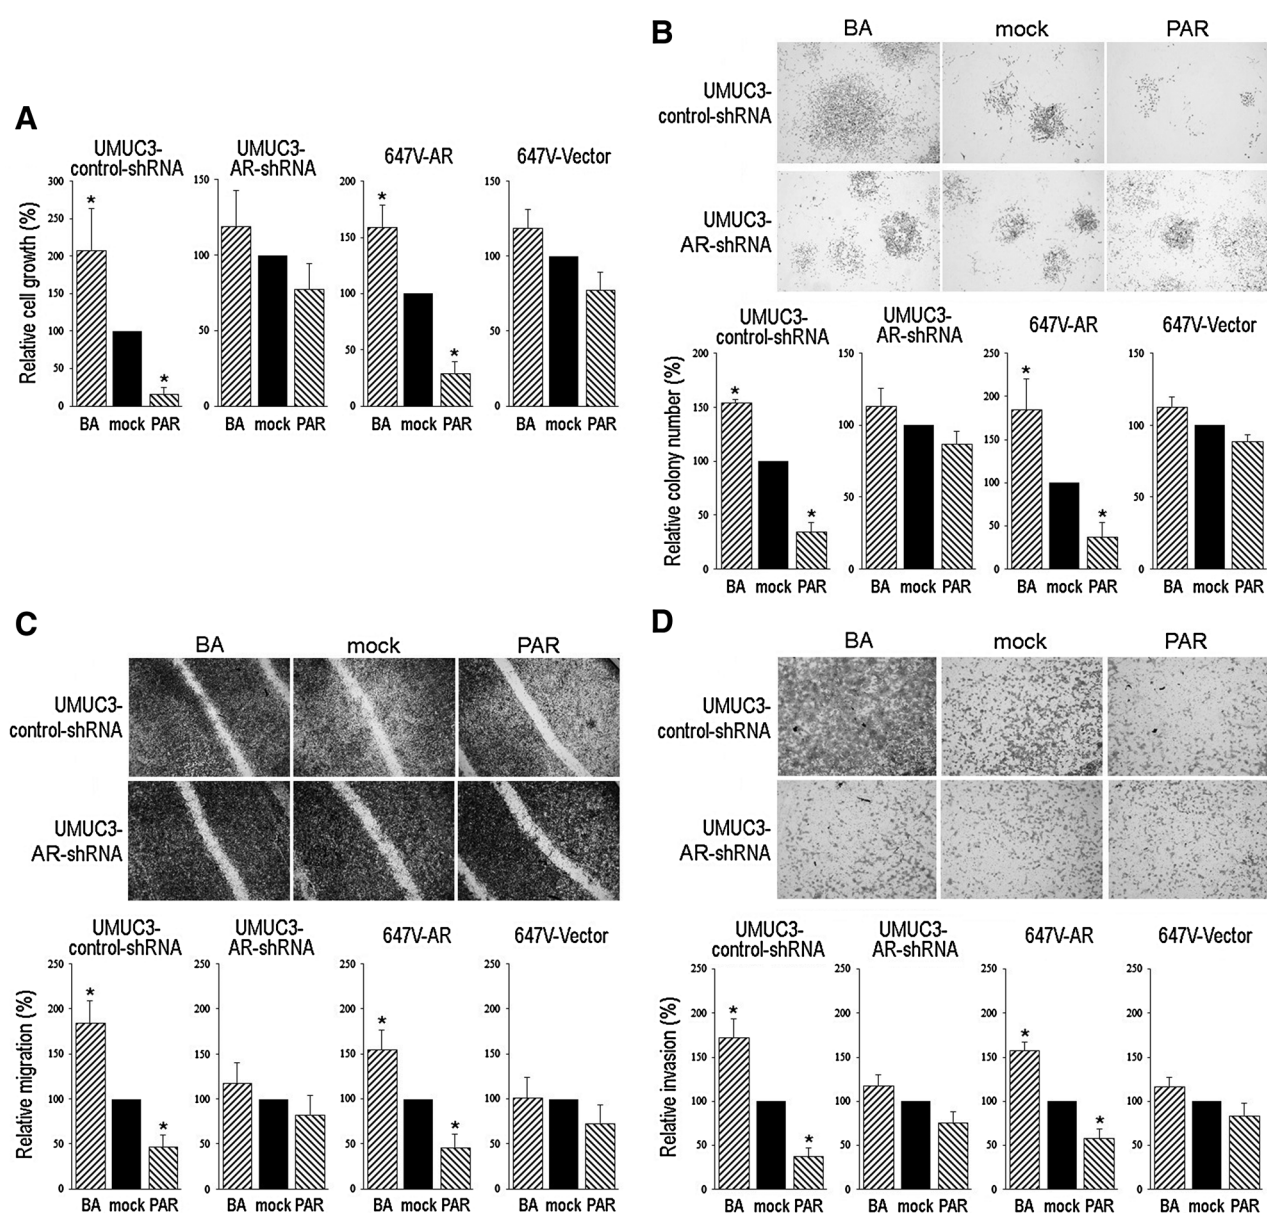 A
UMUC3-
control-shRNA
UMUC3-
AR-shRNA
647V-AR
647V-Vector
Relative cell growth (%)
300
250
200
150
100
50
0
*
*
BA mock PAR
150
100
50
0
BA mock PAR
200
150
100
50
0
*
*
BA mock PAR
150
100
50
0
BA mock PAR
B
BA mock PAR
UMUC3-
control-shRNA
UMUC3-
AR-shRNA
UMUC3-
control-shRNA
UMUC3-
AR-shRNA
647V-AR
647V-Vector
Relative colony number (%)
200
150
100
50
0
*
*
BA mock PAR
150
100
50
0
BA mock PAR
250
200
150
100
50
0
*
*
BA mock PAR
150
100
50
0
BA mock PAR
C
BA mock PAR
UMUC3-
control-shRNA
UMUC3-
AR-shRNA
UMUC3-
control-shRNA
UMUC3-
AR-shRNA
647V-AR
647V-Vector
Relative migration (%)
250
200
150
100
50
0
*
*
BA mock PAR
250
200
150
100
50
0
BA mock PAR
250
200
150
100
50
0
*
*
BA mock PAR
250
200
150
100
50
0
BA mock PAR
D
BA mock PAR
UMUC3-
control-shRNA
UMUC3-
AR-shRNA
UMUC3-
control-shRNA
UMUC3-
AR-shRNA
647V-AR
647V-Vector
Relative invasion (%)
250
200
150
100
50
0
*
*
BA mock PAR
250
200
150
100
50
0
BA mock PAR
250
200
150
100
50
0
*
*
BA mock PAR
250
200
150
100
50
0
BA mock PAR